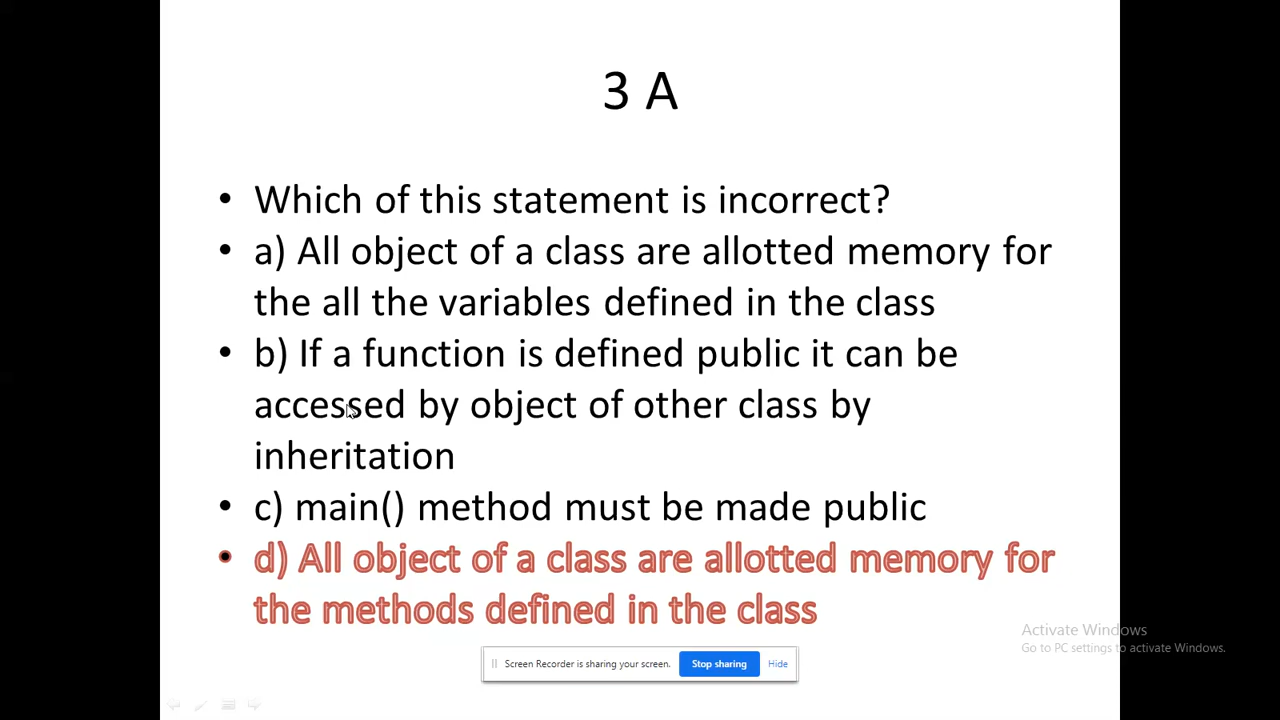 3 A
• Which of this statement is incorrect?
• a) All object of a class are allotted memory for
the all the variables defined in the class
• b) If a function is defined public it can be
accessed by object of other class by
inheritation
• c) main() method must be made public
• d) All object of a class are allotted memory for
the methods defined in the class
Activate Windows
Go to PC settings to activate Windows.
Screen Recorder is sharing your screen. Stop sharing Hide